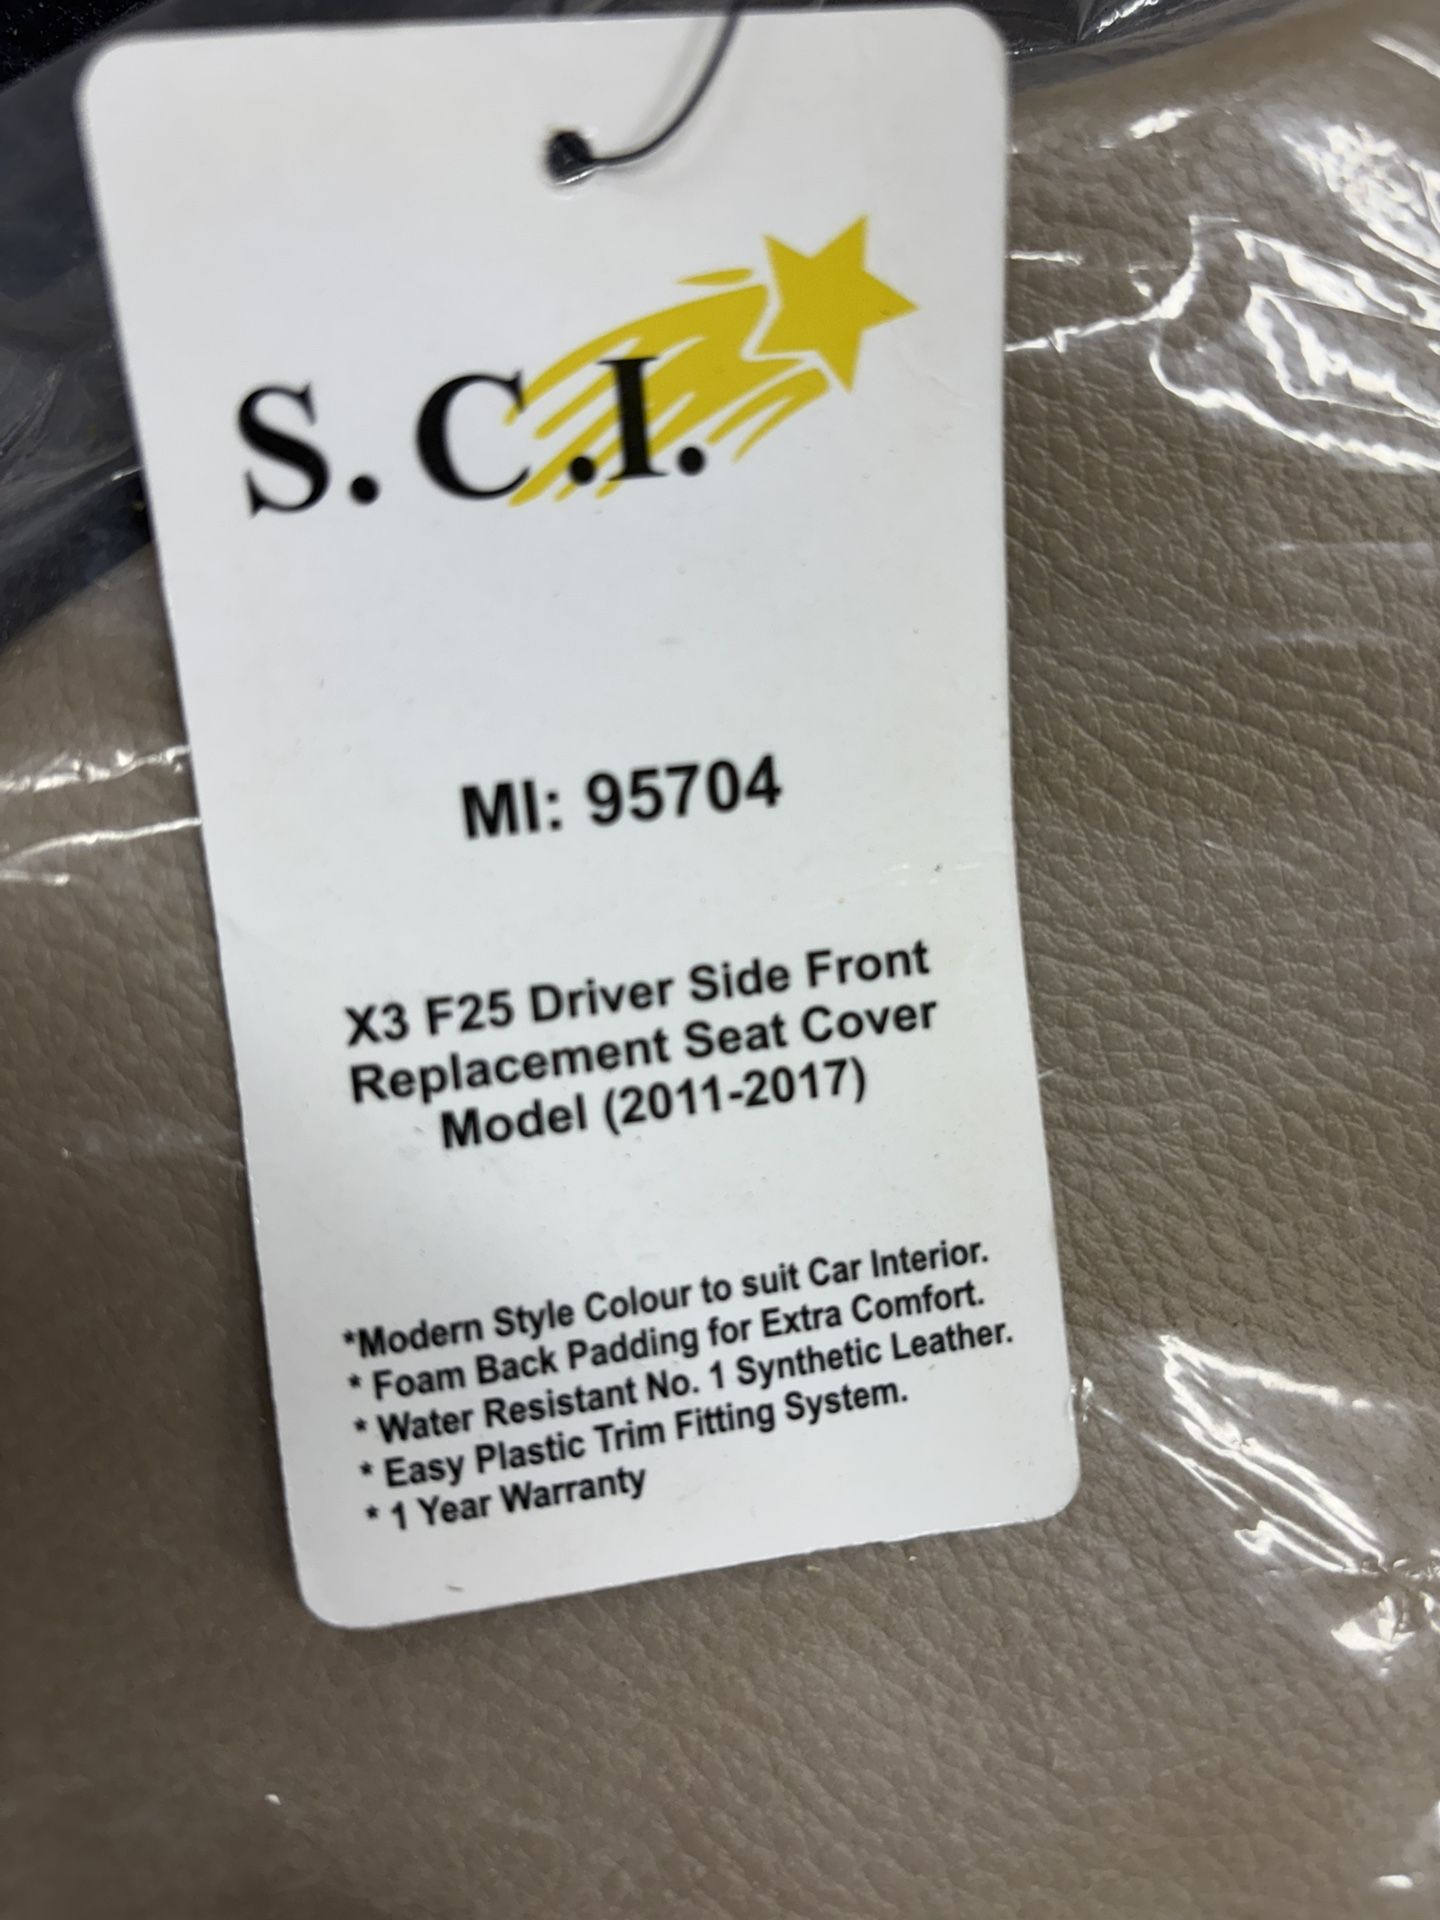 S. C.I.
MI: 95704
X3 F25 Driver Side Front
Replacement Seat Cover
Model (2011-2017)
*Modern Style Colour to suit Car Interior.
* Foam Back Padding for Extra Comfort.
* Water Resistant No. 1 Synthetic Leather.
* Easy Plastic Trim Fitting System.
* 1 Year Warranty